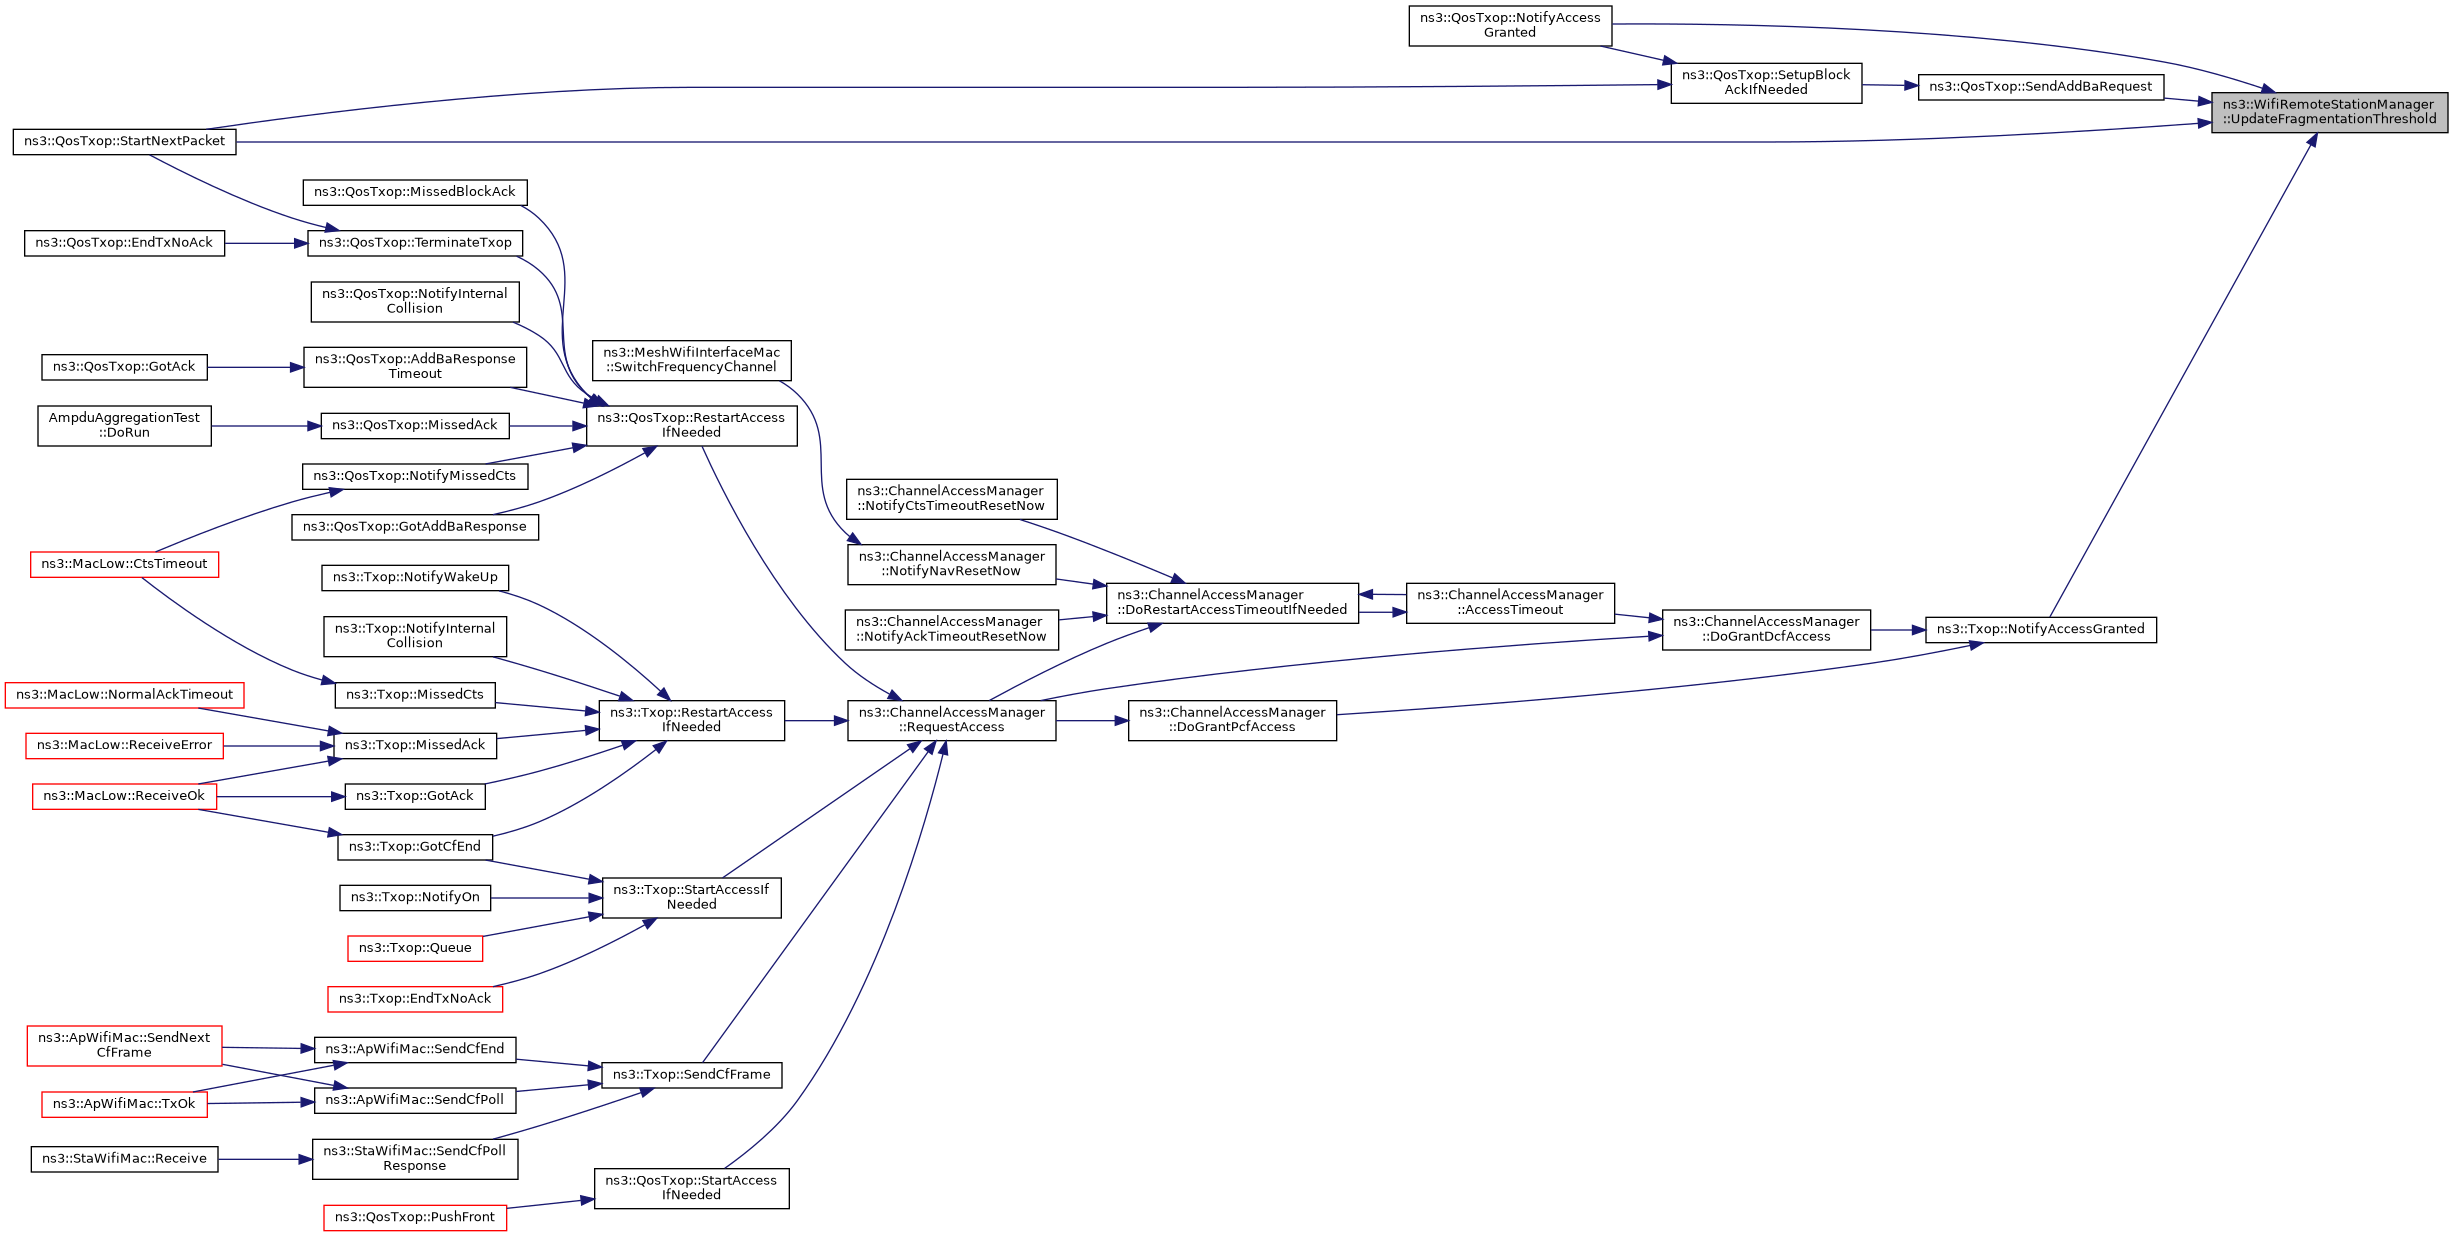 ns3::QosTxop::NotifyAccess
Granted
ns3::QosTxop::SetupBlock
AckIfNeeded
ns3::QosTxop::SendAddBaRequest
ns3::WifiRemoteStationManager
::UpdateFragmentationThreshold
ns3::QosTxop::StartNextPacket
ns3::QosTxop::MissedBlockAck
ns3::QosTxop::EndTxNoAck
ns3::QosTxop::TerminateTxop
ns3::QosTxop::NotifyInternal
Collision
ns3::QosTxop::GotAck
ns3::QosTxop::AddBaResponse
Timeout
ns3::MeshWifiInterfaceMac
::SwitchFrequencyChannel
AmpduAggregationTest
::DoRun
ns3::QosTxop::MissedAck
ns3::QosTxop::RestartAccess
IfNeeded
ns3::QosTxop::NotifyMissedCts
ns3::QosTxop::GotAddBaResponse
ns3::ChannelAccessManager
::NotifyCtsTimeoutResetNow
ns3::MacLow::CtsTimeout
ns3::ChannelAccessManager
::NotifyNavResetNow
ns3::Txop::NotifyWakeUp
ns3::ChannelAccessManager
::DoRestartAccessTimeoutIfNeeded
ns3::ChannelAccessManager
::AccessTimeout
ns3::ChannelAccessManager
::NotifyAckTimeoutResetNow
ns3::ChannelAccessManager
::DoGrantDcfAccess
ns3::Txop::NotifyAccessGranted
ns3::Txop::NotifyInternal
Collision
ns3::MacLow::NormalAckTimeout
ns3::Txop::MissedCts
ns3::Txop::RestartAccess
IfNeeded
ns3::ChannelAccessManager
::RequestAccess
ns3::ChannelAccessManager
::DoGrantPcfAccess
ns3::MacLow::ReceiveError
ns3::Txop::MissedAck
ns3::MacLow::ReceiveOk
ns3::Txop::GotAck
ns3::Txop::GotCfEnd
ns3::Txop::StartAccessIf
Needed
ns3::Txop::NotifyOn
ns3::Txop::Queue
ns3::Txop::EndTxNoAck
ns3::ApWifiMac::SendNext
CfFrame
ns3::ApWifiMac::SendCfEnd
ns3::Txop::SendCfFrame
ns3::ApWifiMac::TxOk
ns3::ApWifiMac::SendCfPoll
ns3::StaWifiMac::Receive
ns3::StaWifiMac::SendCfPoll
Response
ns3::QosTxop::StartAccess
IfNeeded
ns3::QosTxop::PushFront